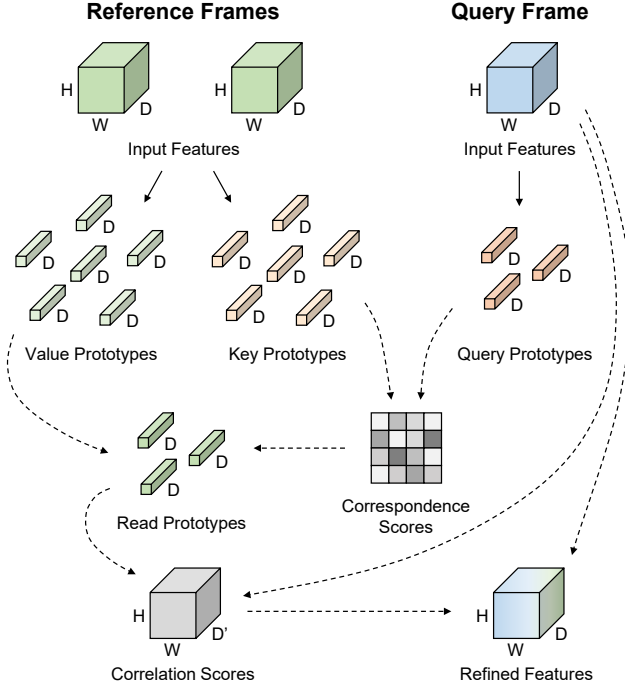 Reference Frames
Query Frame
H
D
W
D
W
H
D
W
Input Features
Input Features
D
D
D
D
D
D
Value Prototypes
D
D
D
D
D
D
Key Prototypes
D
D
D
Query Prototypes
D
D
D
Read Prototypes
Correspondence
Scores
H
W
D'
Correlation Scores
H
W
D
Refined Features